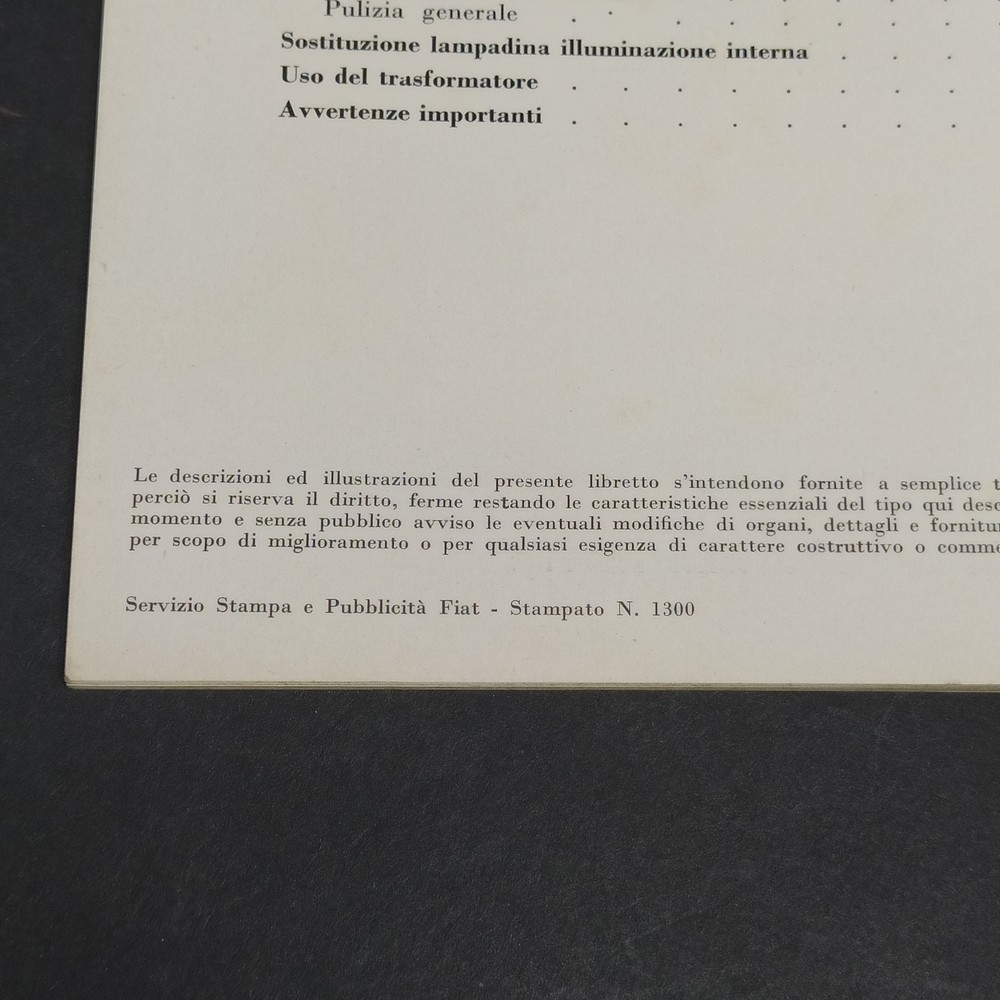 Pulizia generale . . . . . . . . .
Sostituzione lampadina illuminazione interna . . .
Uso del trasformatore . . . . . . . .
Avvertenze importanti . . . . . . . .
Le descrizioni ed illustrazioni del presente libretto s'intendono fornite a semplice
perciò si riserva il diritto, ferme restando le caratteristiche essenziali del tipo qui
momento e senza pubblico avviso le eventuali modifiche di organi, dettagli e
per scopo di miglioramento o per qualsiasi esigenza di carattere costruttivo o
Servizio Stampa e Pubblicità Fiat - Stampato N. 1300